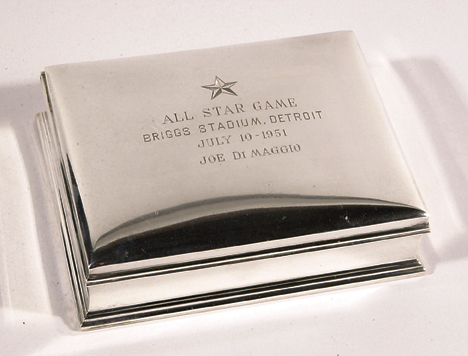 ALL STAR GAME
BRIGGS STADIUM, DETROIT
JULY 10-1951
JOE DI MAGGIO